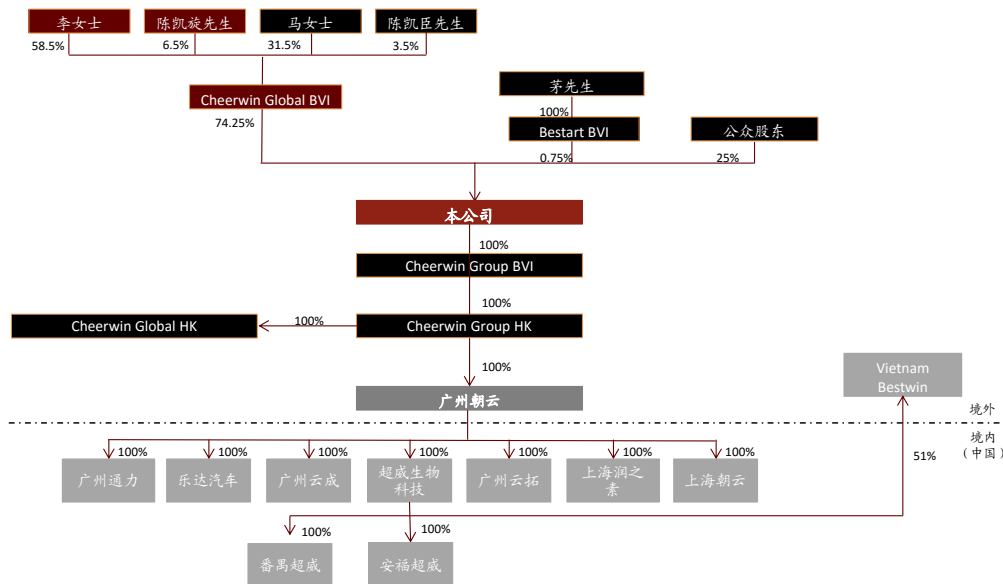 李女士
陈凯旋先生
马女士
陈凯臣先生
58.5%
6.5%
31.5%
3.5%
Cheerwin Global BVI
茅先生
74.25%
100%
Bestart BVI
公众股东
0.75%
25%
本公司
100%
Cheerwin Group BVI
100%
Cheerwin Global HK
100%
Cheerwin Group HK
100%
Vietnam
Bestwin
广州朝云
境外
境内
（中国）
51%
100%
100%
100%
100%
100%
100%
100%
广州通力
乐达汽车
广州云成
超威生物
科技
广州云拓
上海润之
素
上海朝云
100%
100%
番禺超威
安福超威